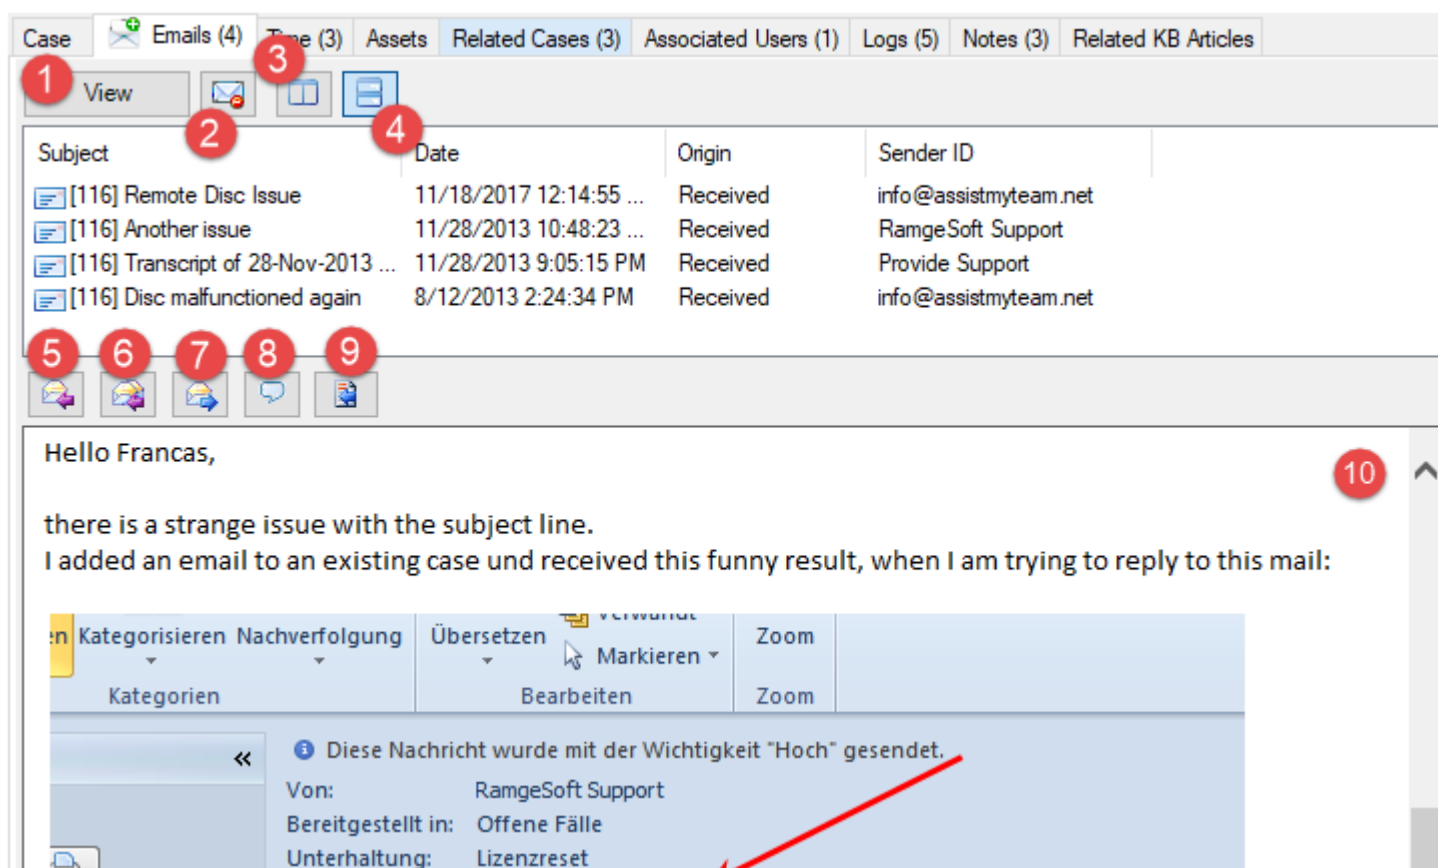 Case Emails (4) Time (3) Assets Related Cases (3) Associated Users (1) Logs (5) Notes (3) Related KB Articles
1 View 2 3 4
Subject Date Origin Sender ID
[116] Remote Disc Issue 11/18/2017 12:14:55 ... Received info@assistmyteam.net
[116] Another issue 11/28/2013 10:48:23 ... Received RamgeSoft Support
[116] Transcript of 28-Nov-2013 ... 11/28/2013 9:05:15 PM Received Provide Support
[116] Disc malfunctioned again 8/12/2013 2:24:34 PM Received info@assistmyteam.net
5 6 7 8 9
Hello Francas,
10
there is a strange issue with the subject line.
I added an email to an existing case und received this funny result, when I am trying to reply to this mail:
en Kategorisieren Nachverfolgung Übersetzen Verwandt Zoom
Markieren
Kategorien Bearbeiten Zoom
« Diese Nachricht wurde mit der Wichtigkeit "Hoch" gesendet.
Von: RamgeSoft Support
Bereitgestellt in: Offene Fälle
Unterhaltung: Lizenzreset